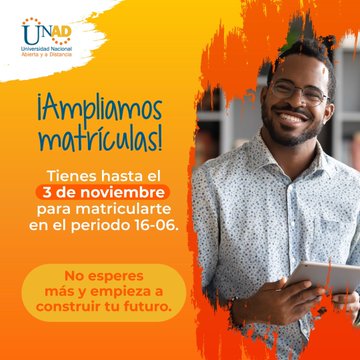 UNAD
Universidad Nacional
Abierta y a Distancia
¡Ampliamos
matrículas!
Tienes hasta el
3 de noviembre
para matricularte
en el periodo 16-06.
No esperes
más y empieza a
construir tu futuro.